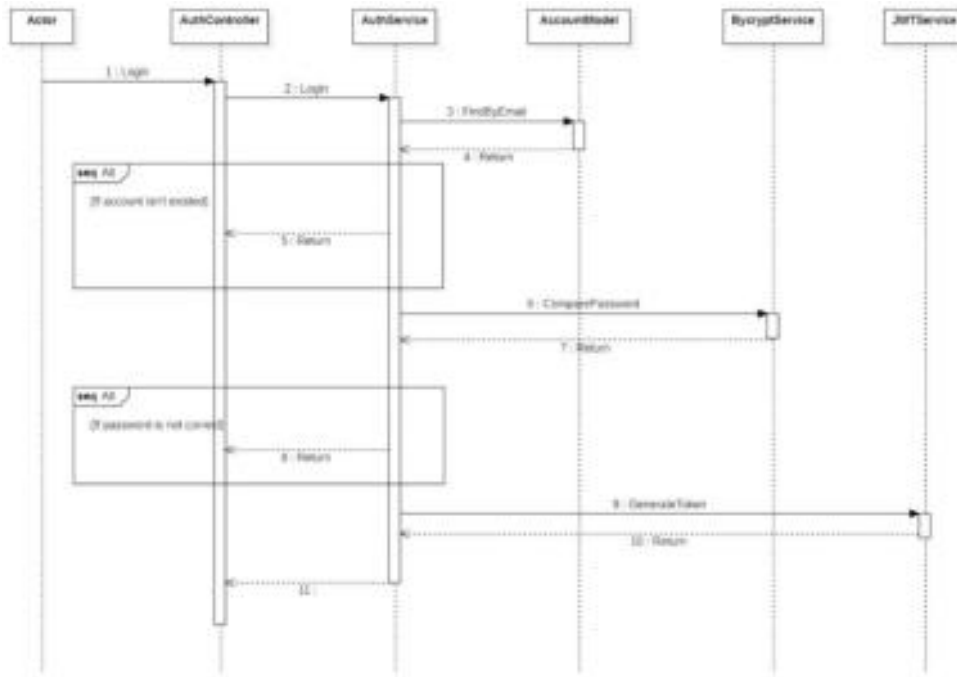 Actor
AuthController
AuthService
AccountModel
BycryptService
JWTService
1 : Login
2 : Login
3 : FindByEmail
4 : Return
seq Alt
[If account isn't existed]
5 : Return
6 : ComparePassword
7 : Return
seq Alt
[If password is not correct]
8 : Return
9 : GenerateToken
10 : Return
11 :